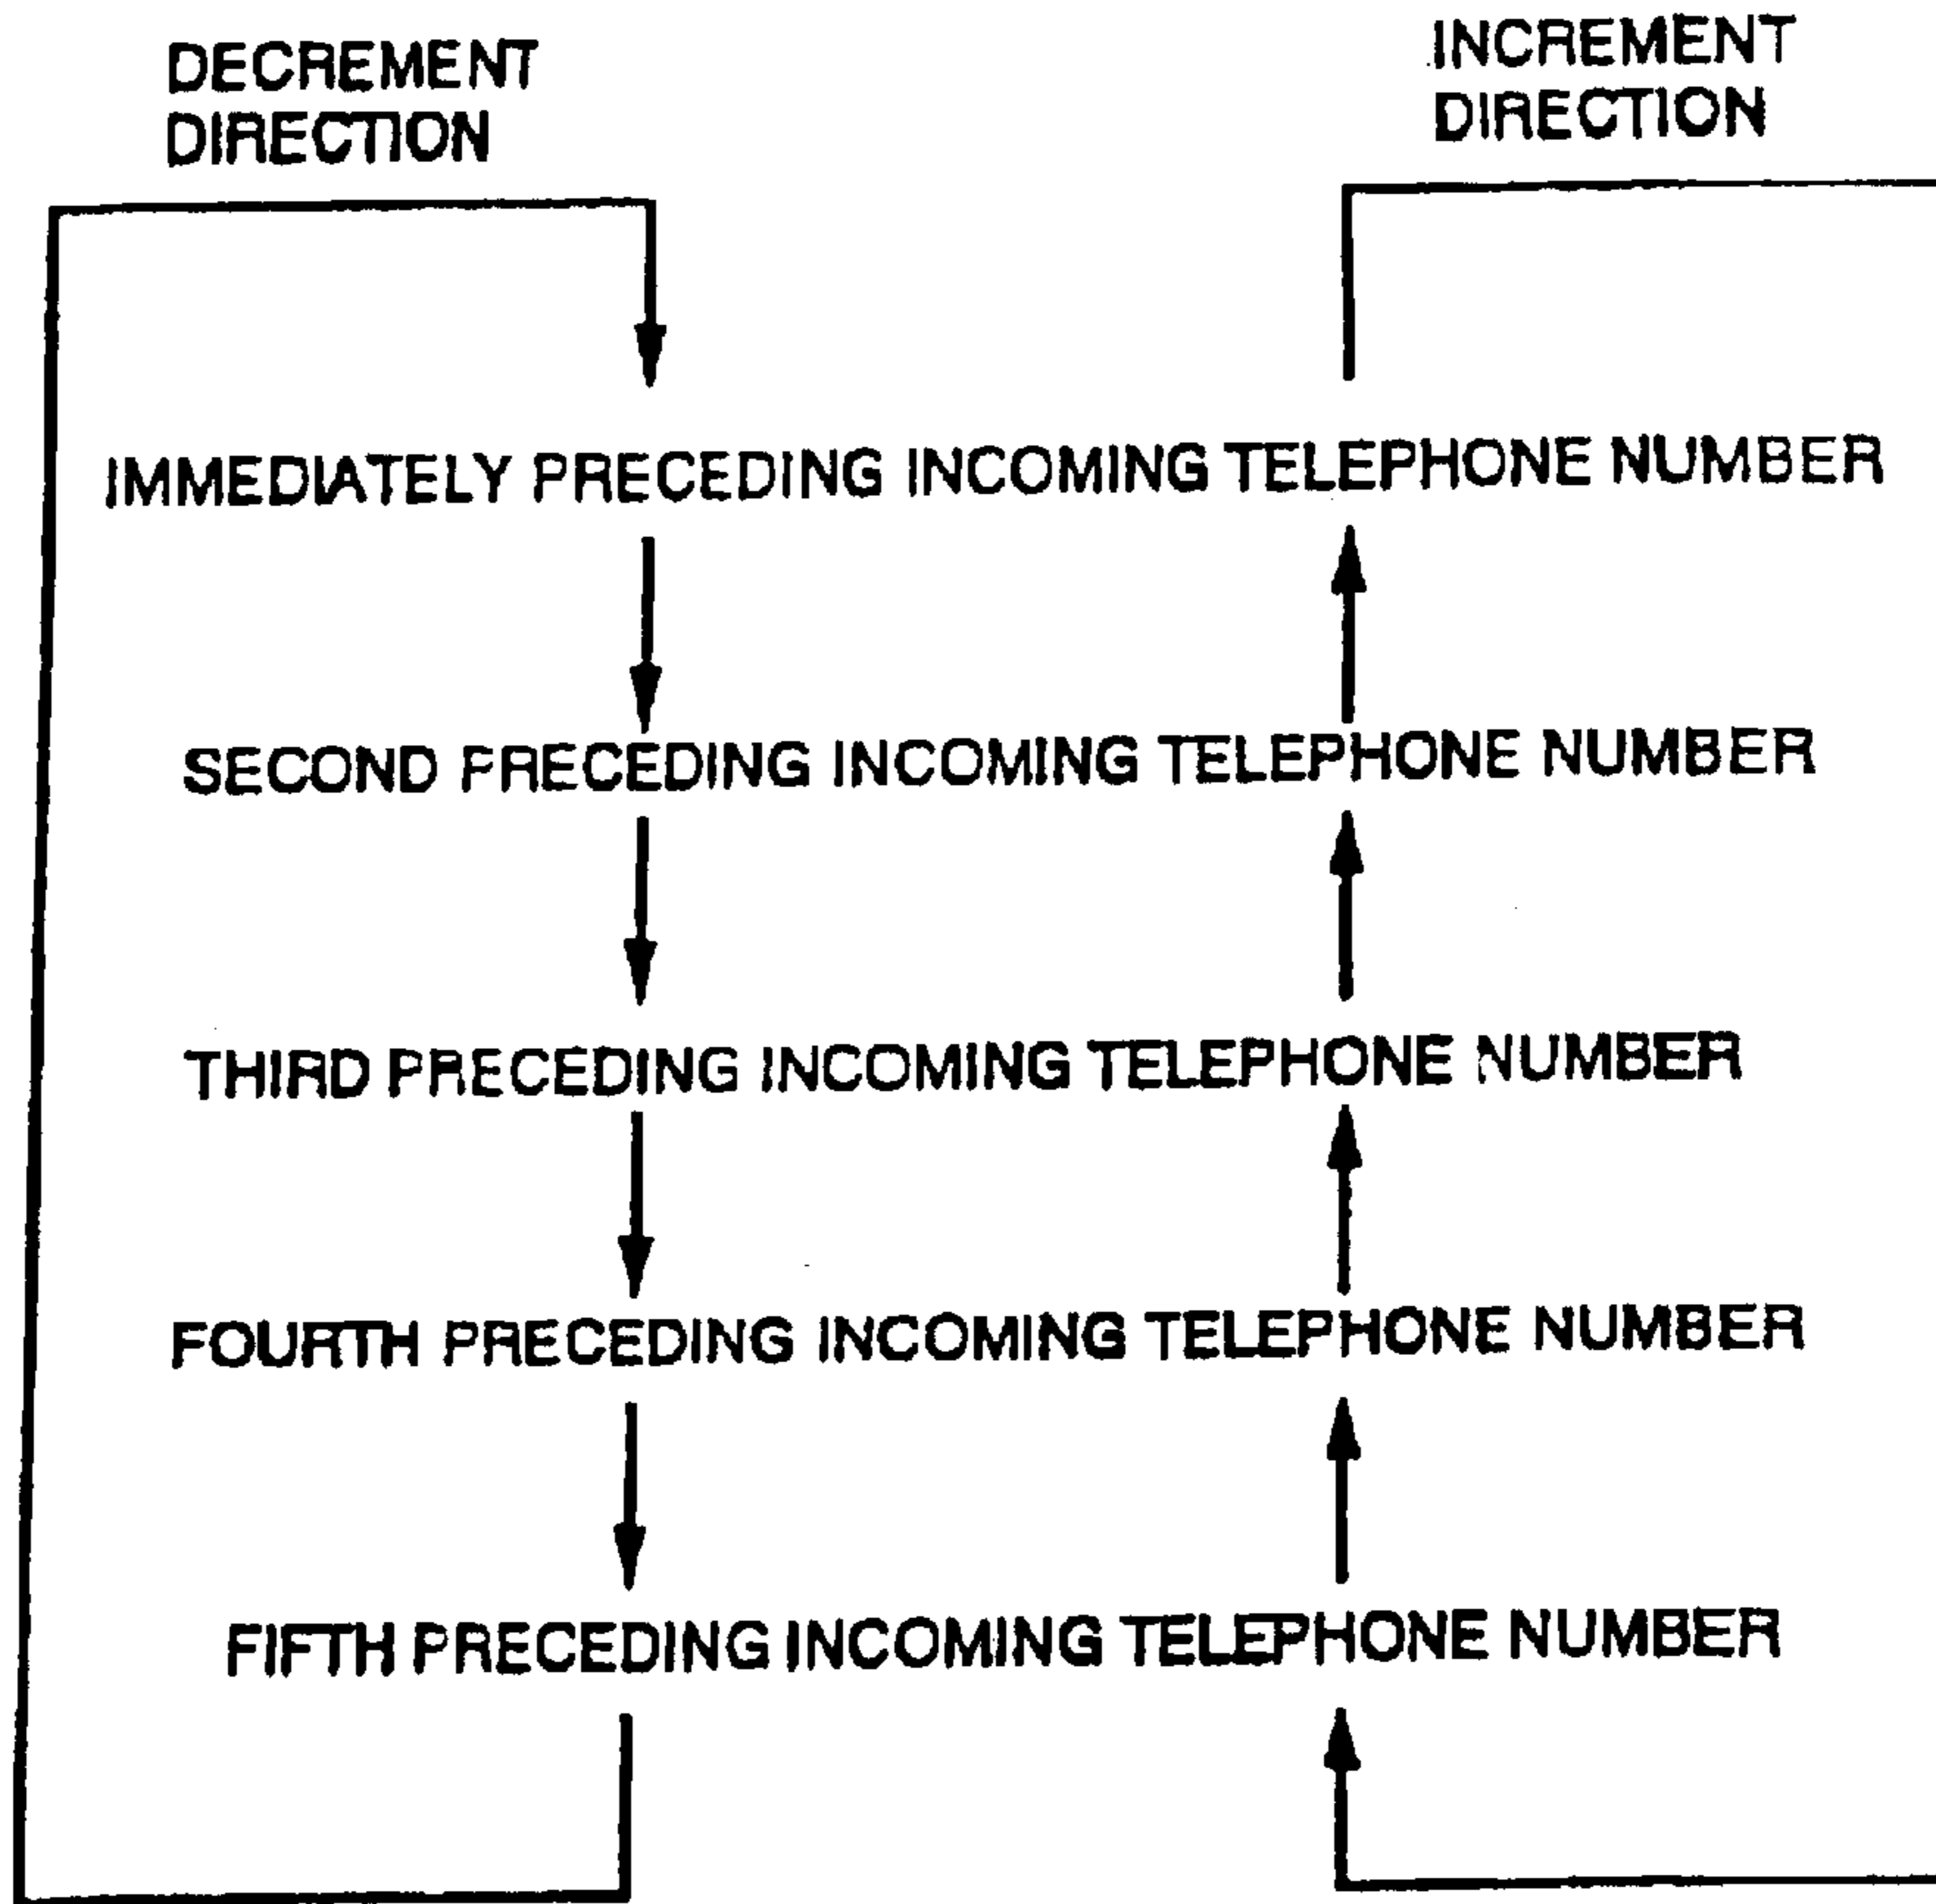 DECREMENT
DIRECTION
INCREMENT
DIRECTION
IMMEDIATELY PRECEDING INCOMING TELEPHONE NUMBER
SECOND PRECEDING INCOMING TELEPHONE NUMBER
THIRD PRECEDING INCOMING TELEPHONE NUMBER
FOURTH PRECEDING INCOMING TELEPHONE NUMBER
FIFTH PRECEDING INCOMING TELEPHONE NUMBER